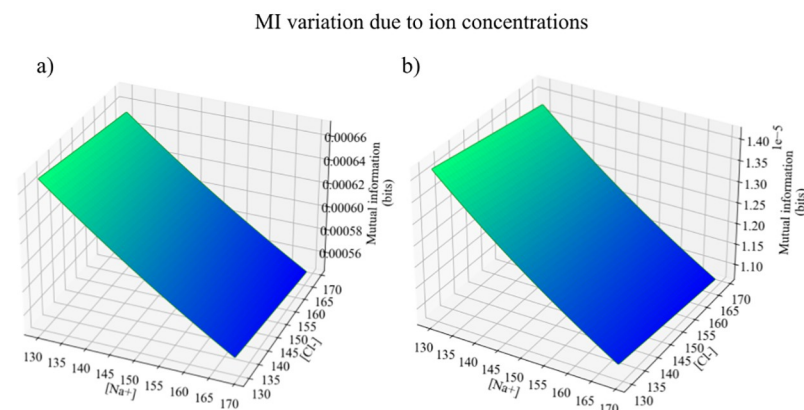 MI variation due to ion concentrations
a)
0.00066
0.00064
0.00062
0.00060
0.00058
0.00056
Mutual information
(bits)
130 135 140 145 150 155 160 165 170
[Na+]
130 135 140 145 150 155 160 165 170
[Cl-]
b)
1e−5
1.40
1.35
1.30
1.25
1.20
1.15
1.10
Mutual information
(bits)
130 135 140 145 150 155 160 165 170
[Na+]
130 135 140 145 150 155 160 165 170
[Cl-]